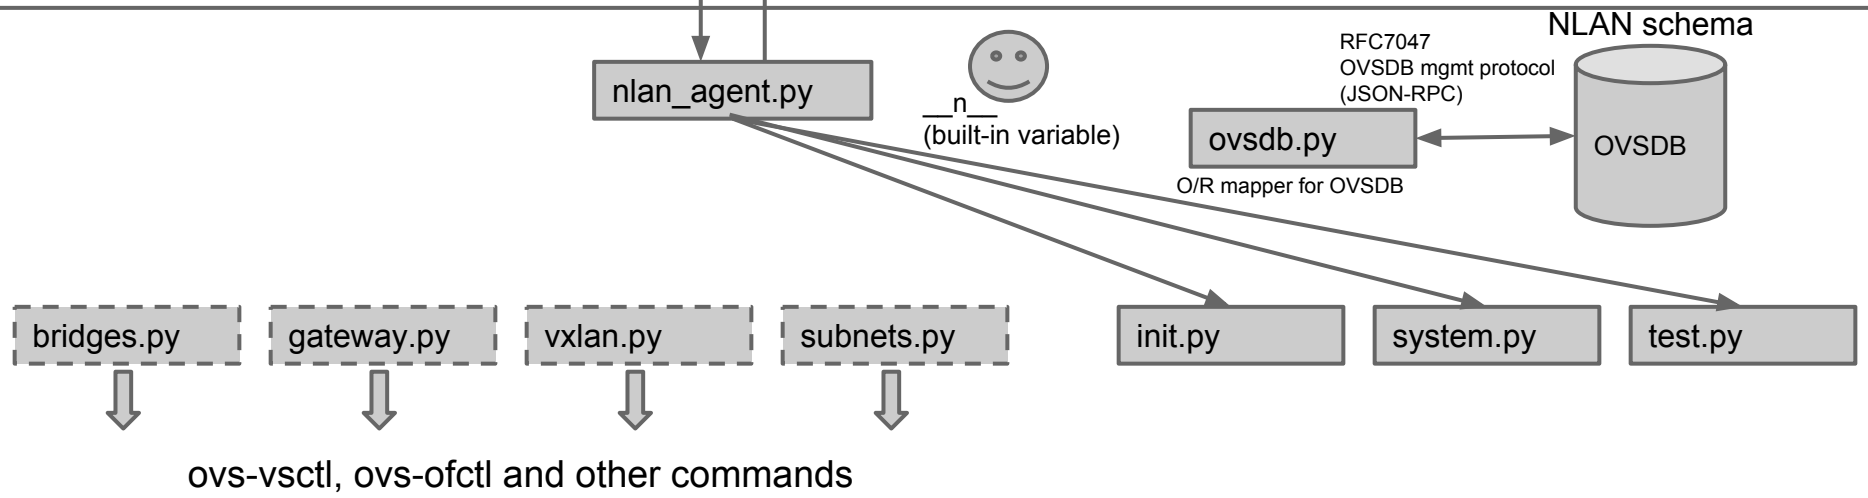 NLAN schema
RFC7047
OVSDB mgmt protocol
(JSON-RPC)
nlan_agent.py
__n__
(built-in variable)
ovsdb.py
OVSDB
O/R mapper for OVSDB
bridges.py
gateway.py
vxlan.py
subnets.py
init.py
system.py
test.py
ovs-vsctl, ovs-ofctl and other commands